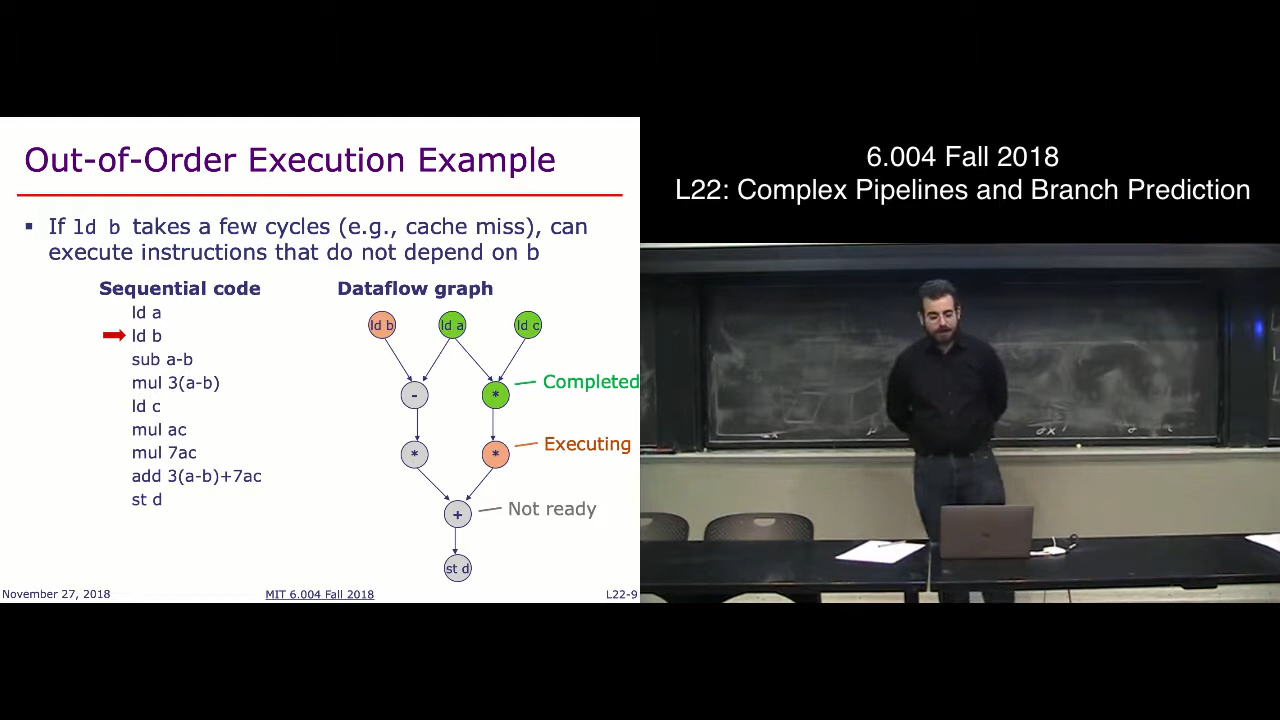 Out-of-Order Execution Example
▪ If ld b takes a few cycles (e.g., cache miss), can
execute instructions that do not depend on b
Sequential code
ld a
ld b
sub a-b
mul 3(a-b)
ld c
mul ac
mul 7ac
add 3(a-b)+7ac
st d
Dataflow graph
ld b
ld a
ld c
-
*
Completed
*
*
Executing
+
Not ready
st d
November 27, 2018
MIT 6.004 Fall 2018
L22-9
6.004 Fall 2018
L22: Complex Pipelines and Branch Prediction